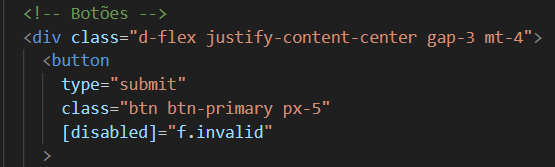 <!-- Botões -->
<div class="d-flex justify-content-center gap-3 mt-4">
<button
type="submit"
class="btn btn-primary px-5"
[disabled]="f.invalid"
>